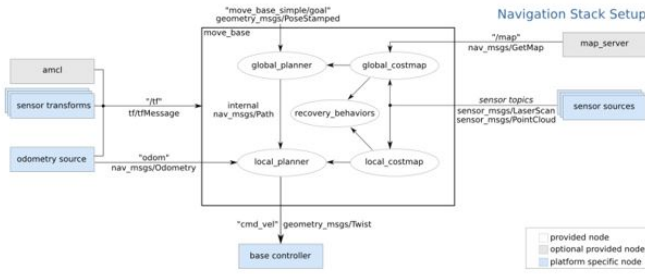 Navigation Stack Setup
"move_base_simple/goal"
geometry_msgs/PoseStamped
move_base
"/map"
nav_msgs/GetMap
map_server
amcl
global_planner
global_costmap
sensor transforms
"/tf"
tf/tfMessage
internal
nav_msgs/Path
recovery_behaviors
sensor topics
sensor_msgs/LaserScan
sensor_msgs/PointCloud
sensor sources
odometry source
"odom"
nav_msgs/Odometry
local_planner
local_costmap
"cmd_vel" geometry_msgs/Twist
base controller
provided node
optional provided node
platform specific node